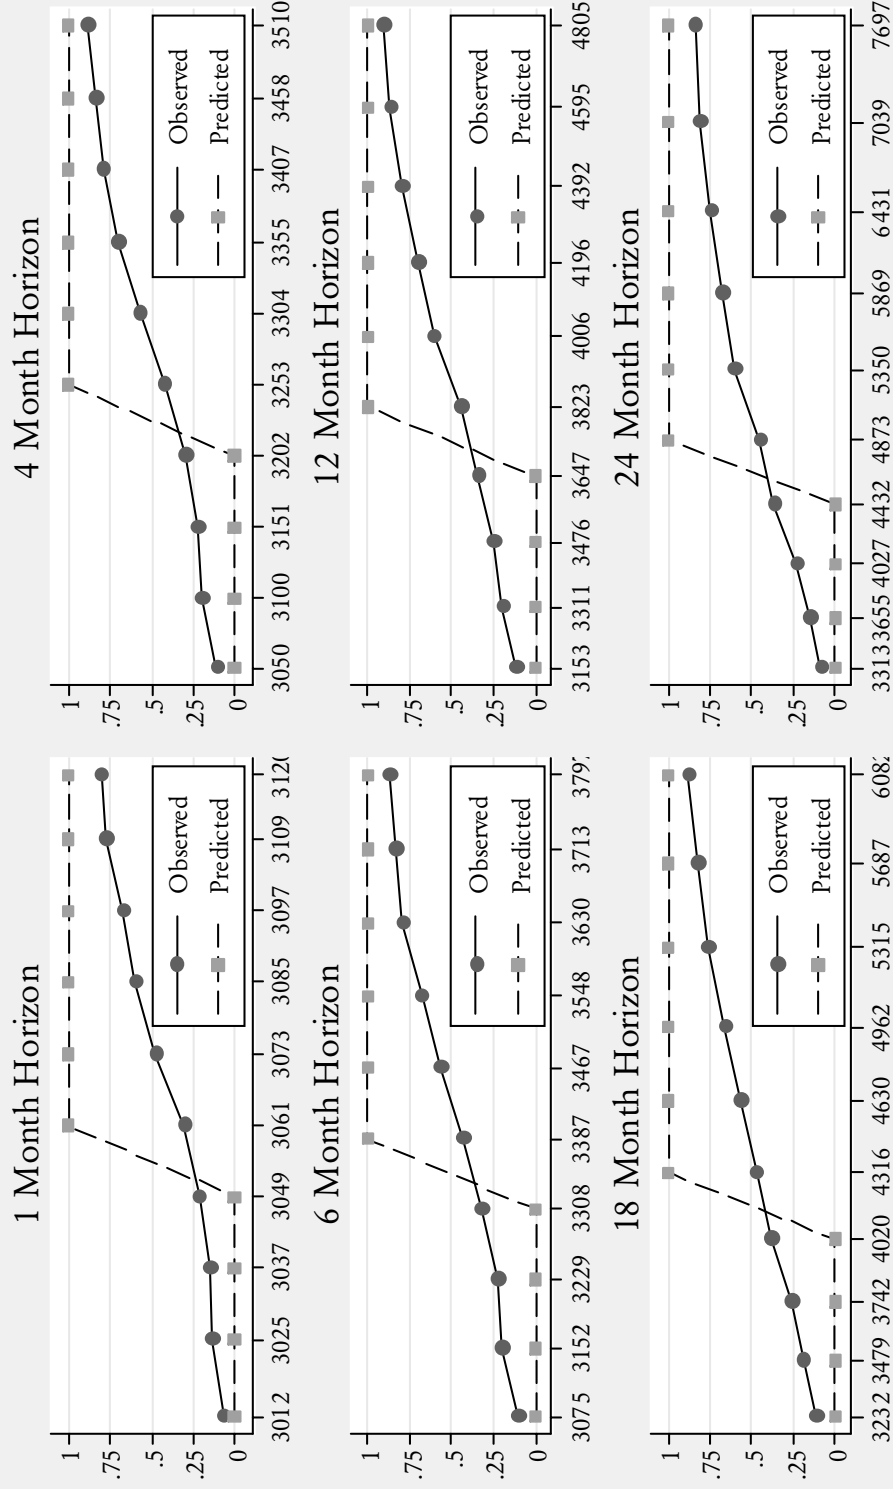 1 Month Horizon
1
.75
.5
.25
0
Observed
Predicted
3012 3025 3037 3049 3061 3073 3085 3097 3109 3120
4 Month Horizon
1
.75
.5
.25
0
Observed
Predicted
3050 3100 3151 3202 3253 3304 3355 3407 3458 3510
6 Month Horizon
1
.75
.5
.25
0
Observed
Predicted
3075 3152 3229 3308 3387 3467 3548 3630 3713
12 Month Horizon
1
.75
.5
.25
0
Observed
Predicted
3153 3311 3476 3647 3823 4006 4196 4392 4595 4805
18 Month Horizon
1
.75
.5
.25
0
Observed
Predicted
3232 3479 3742 4020 4316 4630 4962 5315 5687 6082
24 Month Horizon
1
.75
.5
.25
0
Observed
Predicted
3313 3655 4027 4432 4873 5350 5869 6431 7039 7697